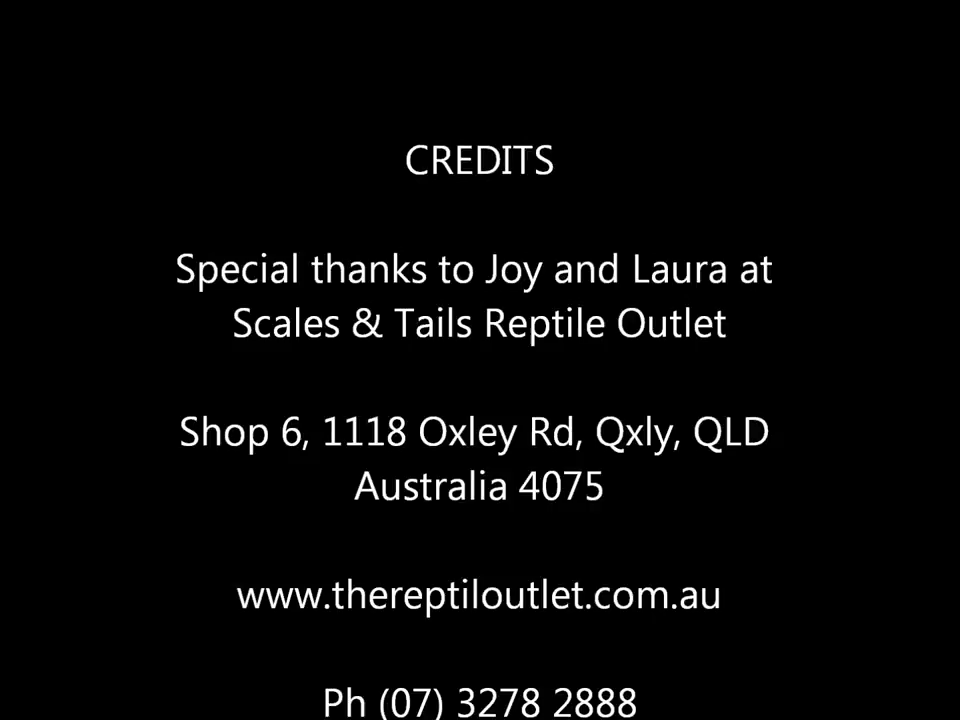 CREDITS
Special thanks to Joy and Laura at
Scales & Tails Reptile Outlet
Shop 6, 1118 Oxley Rd, Qxly, QLD
Australia 4075
www.thereptiloutlet.com.au
Ph (07) 3278 2888